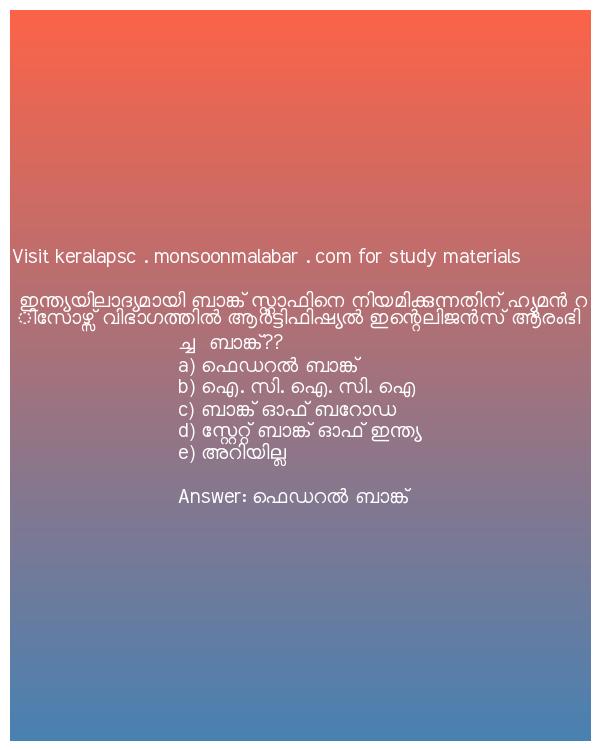 Visit keralapsc . monsoonmalabar . com for study materials
ഇന്ത്യയിലാദ്യമായി ബാങ്ക് സ്റ്റാഫിനെ നിയമിക്കുന്നതിന് ഹ്യുമൻ റ
ിസോഴ്സ് വിഭാഗത്തിൽ ആർട്ടിഫിഷ്യൽ ഇന്റെലിജൻസ് ആരംഭി
ച്ച ബാങ്ക്??
a) ഫെഡറൽ ബാങ്ക്
b) ഐ. സി. ഐ. സി. ഐ
c) ബാങ്ക് ഓഫ് ബറോഡ
d) സ്റ്റേറ്റ് ബാങ്ക് ഓഫ് ഇന്ത്യ
e) അറിയില്ല
Answer: ഫെഡറൽ ബാങ്ക്